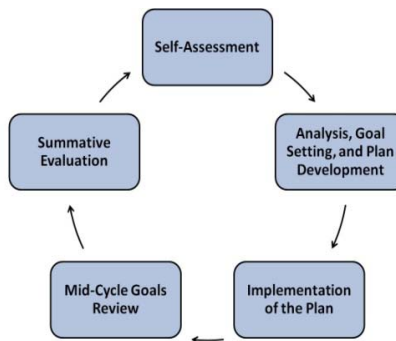 Self-Assessment
Analysis, Goal
Setting, and Plan
Development
Implementation
of the Plan
Mid-Cycle Goals
Review
Summative
Evaluation